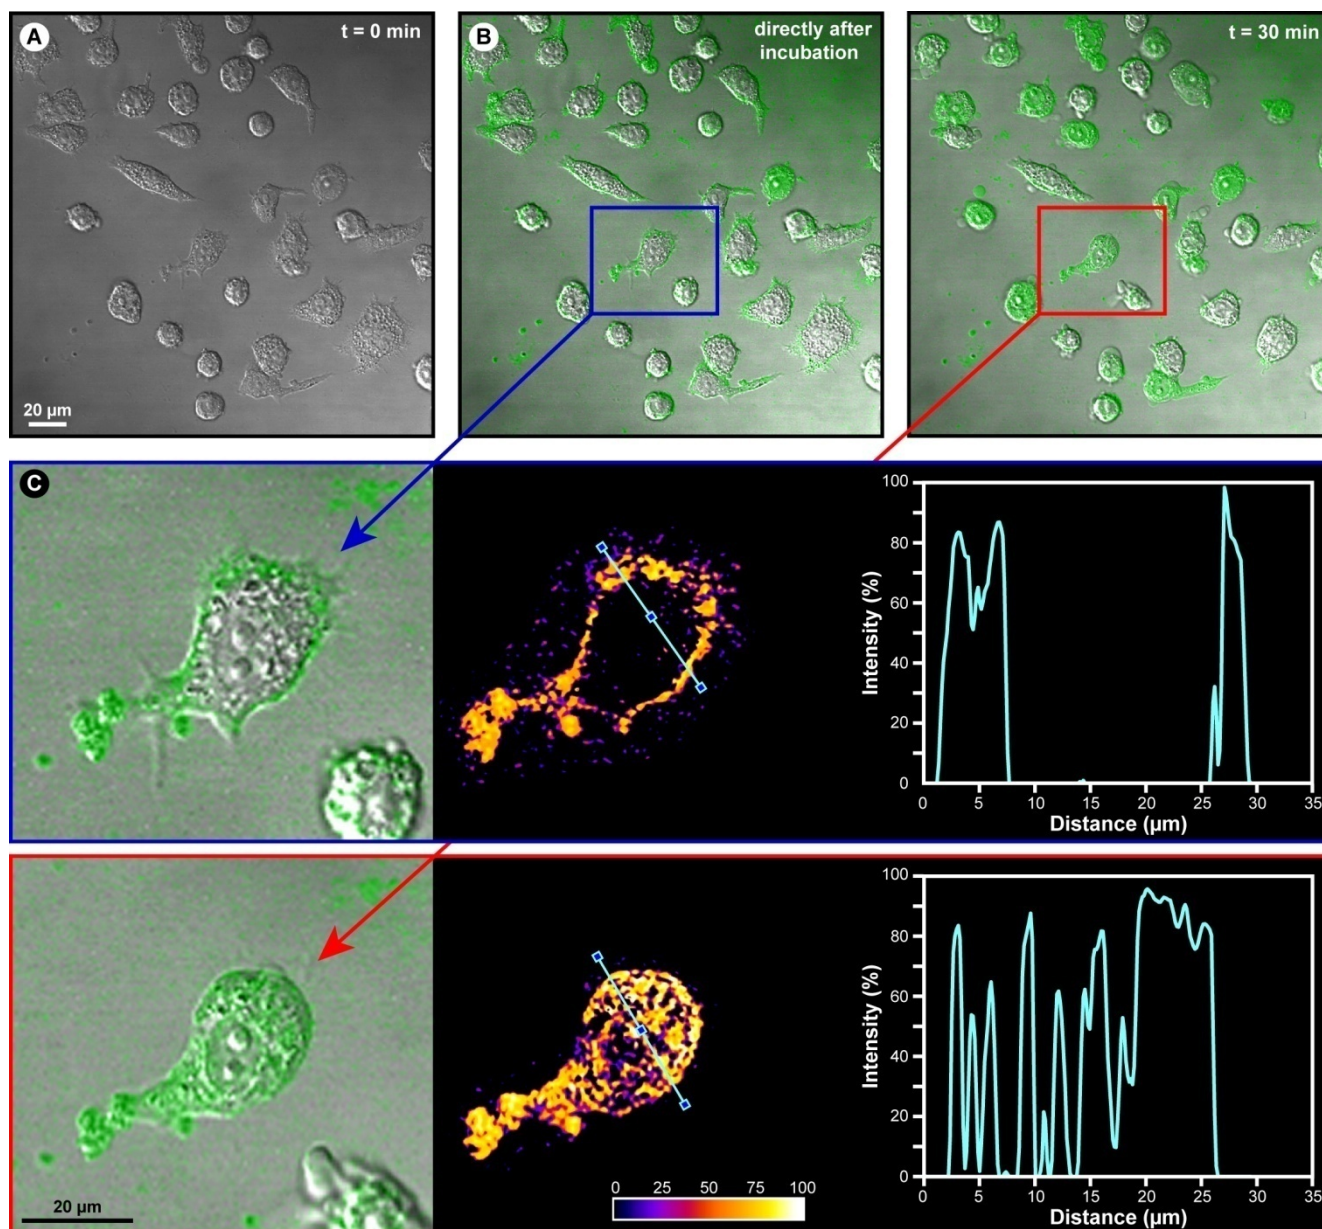 A
t = 0 min
20 µm
B
directly after
incubation
t = 30 min
C
100
80
60
40
20
0
Intensity (%)
0 5 10 15 20 25 30 35
Distance (µm)
20 µm
0 25 50 75 100
100
80
60
40
20
0
Intensity (%)
0 5 10 15 20 25 30 35
Distance (µm)